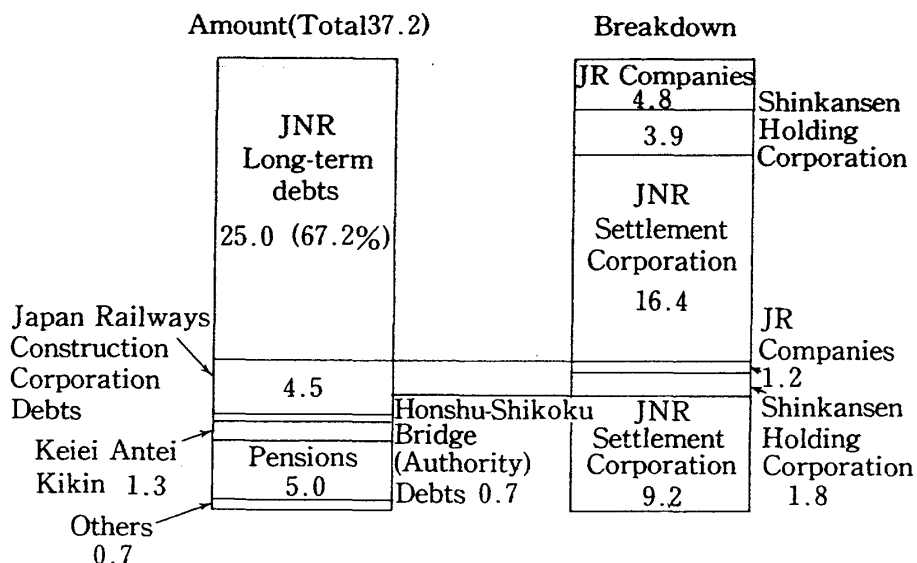 Amount(Total37.2)
Breakdown
JNR
Long-term
debts
25.0 (67.2%)
JR Companies
4.8
Shinkansen
Holding
Corporation
3.9
JNR
Settlement
Corporation
16.4
Japan Railways
Construction
Corporation
Debts
4.5
JR
Companies
1.2
Honshu-Shikoku
Bridge
(Authority)
Debts 0.7
Keiei Antei
Kikin 1.3
Pensions
5.0
Others
0.7
JNR
Settlement
Corporation
9.2
Shinkansen
Holding
Corporation
1.8